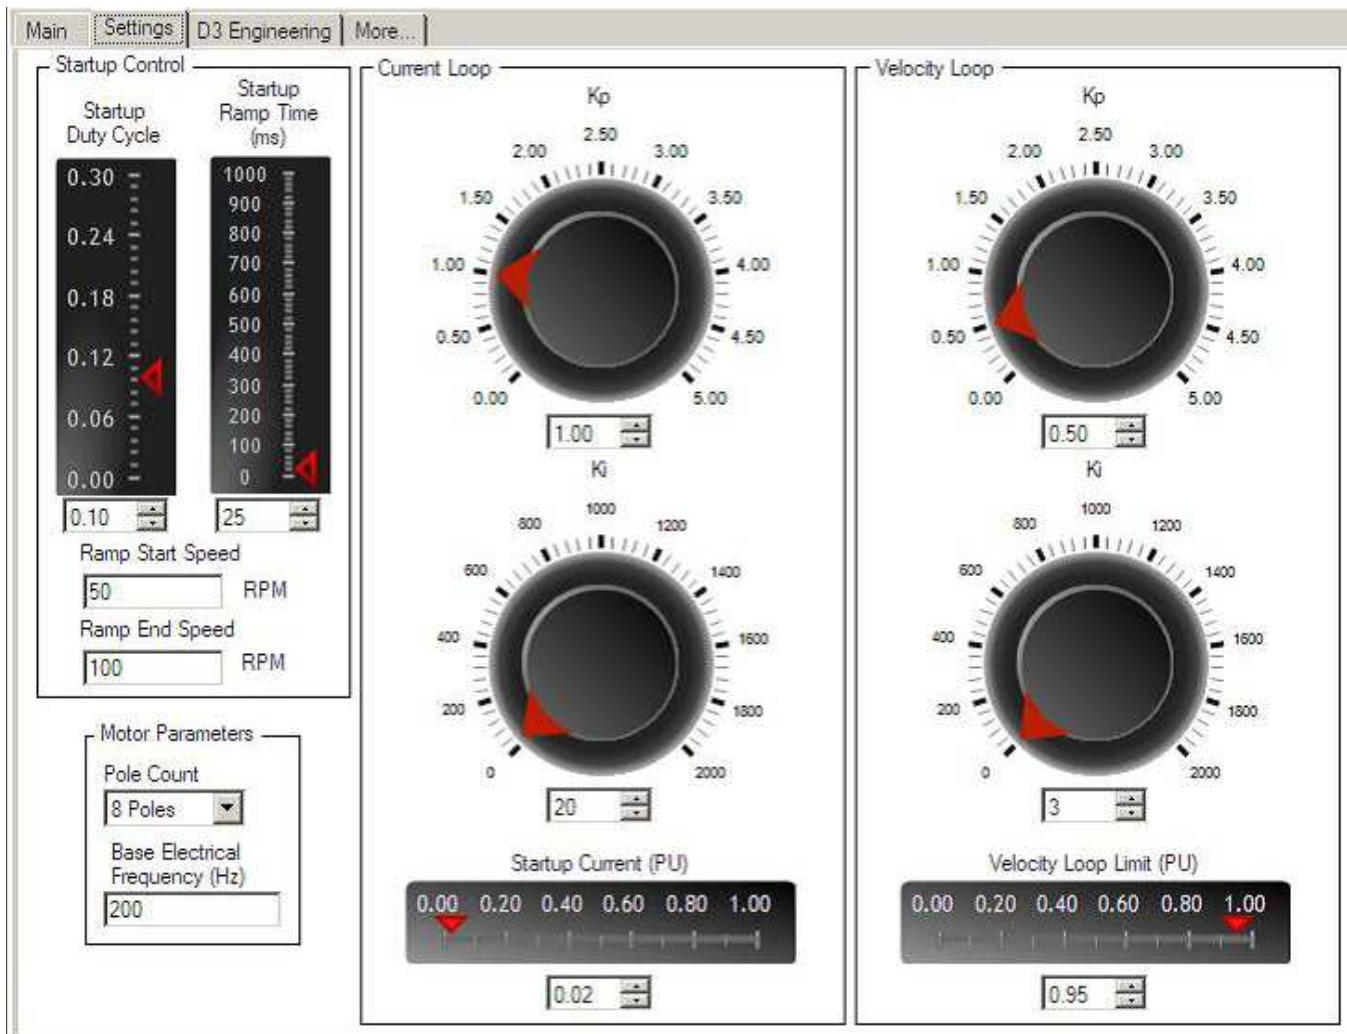 Main Settings D3 Engineering More...
Startup Control
Startup
Duty Cycle
0.30
0.24
0.18
0.12
0.06
0.00
0.10
Startup
Ramp Time
(ms)
1000
900
800
700
600
500
400
300
200
100
0
25
Ramp Start Speed
50 RPM
Ramp End Speed
100 RPM
Motor Parameters
Pole Count
8 Poles
Base Electrical
Frequency (Hz)
200
Current Loop
Kp
2.50
2.00 3.00
1.50 3.50
1.00 4.00
0.50 4.50
0.00 5.00
1.00
Ki
1000
800 1200
600 1400
400 1600
200 1800
0 2000
20
Startup Current (PU)
0.00 0.20 0.40 0.60 0.80 1.00
0.02
Velocity Loop
Kp
2.50
2.00 3.00
1.50 3.50
1.00 4.00
0.50 4.50
0.00 5.00
0.50
Ki
1000
800 1200
600 1400
400 1600
200 1800
0 2000
3
Velocity Loop Limit (PU)
0.00 0.20 0.40 0.60 0.80 1.00
0.95